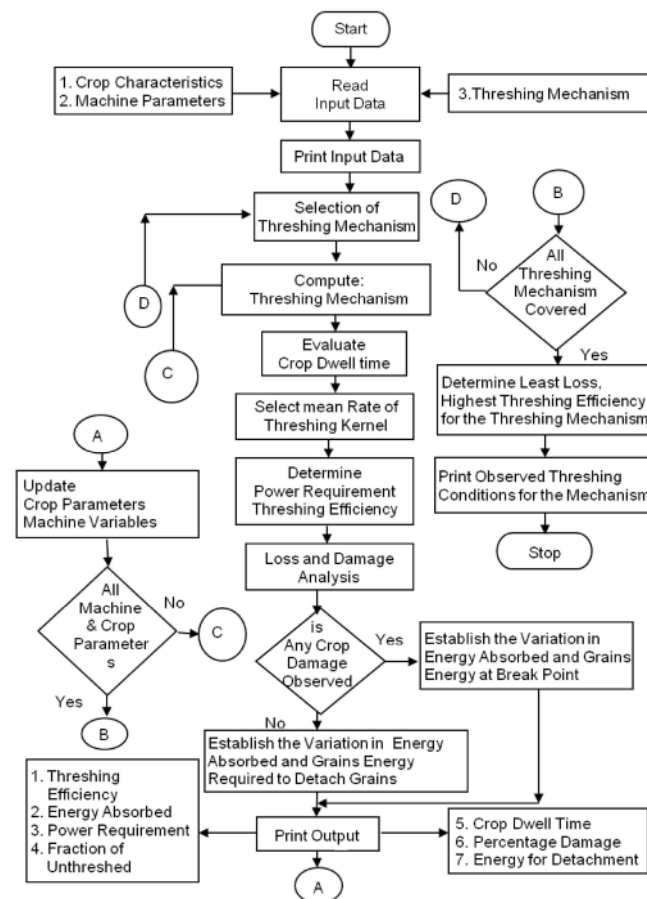 Start
1. Crop Characteristics
2. Machine Parameters
Read
Input Data
3.Threshing Mechanism
Print Input Data
Selection of
Threshing Mechanism
D
Compute:
Threshing Mechanism
C
Evaluate
Crop Dwell time
Select mean Rate of
Threshing Kernel
Determine
Power Requirement
Threshing Efficiency
Loss and Damage
Analysis
is
Any Crop
Damage
Observed
Yes
Establish the Variation in
Energy Absorbed and Grains
Energy at Break Point
No
Establish the Variation in Energy
Absorbed and Grains Energy
Required to Detach Grains
Print Output
1. Threshing
Efficiency
2. Energy Absorbed
3. Power Requirement
4. Fraction of
Unthreshed
5. Crop Dwell Time
6. Percentage Damage
7. Energy for Detachment
A
A
Update
Crop Parameters
Machine Variables
All
Machine
& Crop
Parameter
s
No
C
Yes
B
B
All
Threshing
Mechanism
Covered
No
D
Yes
Determine Least Loss,
Highest Threshing Efficiency
for the Threshing Mechanism
Print Observed Threshing
Conditions for the Mechanism
Stop